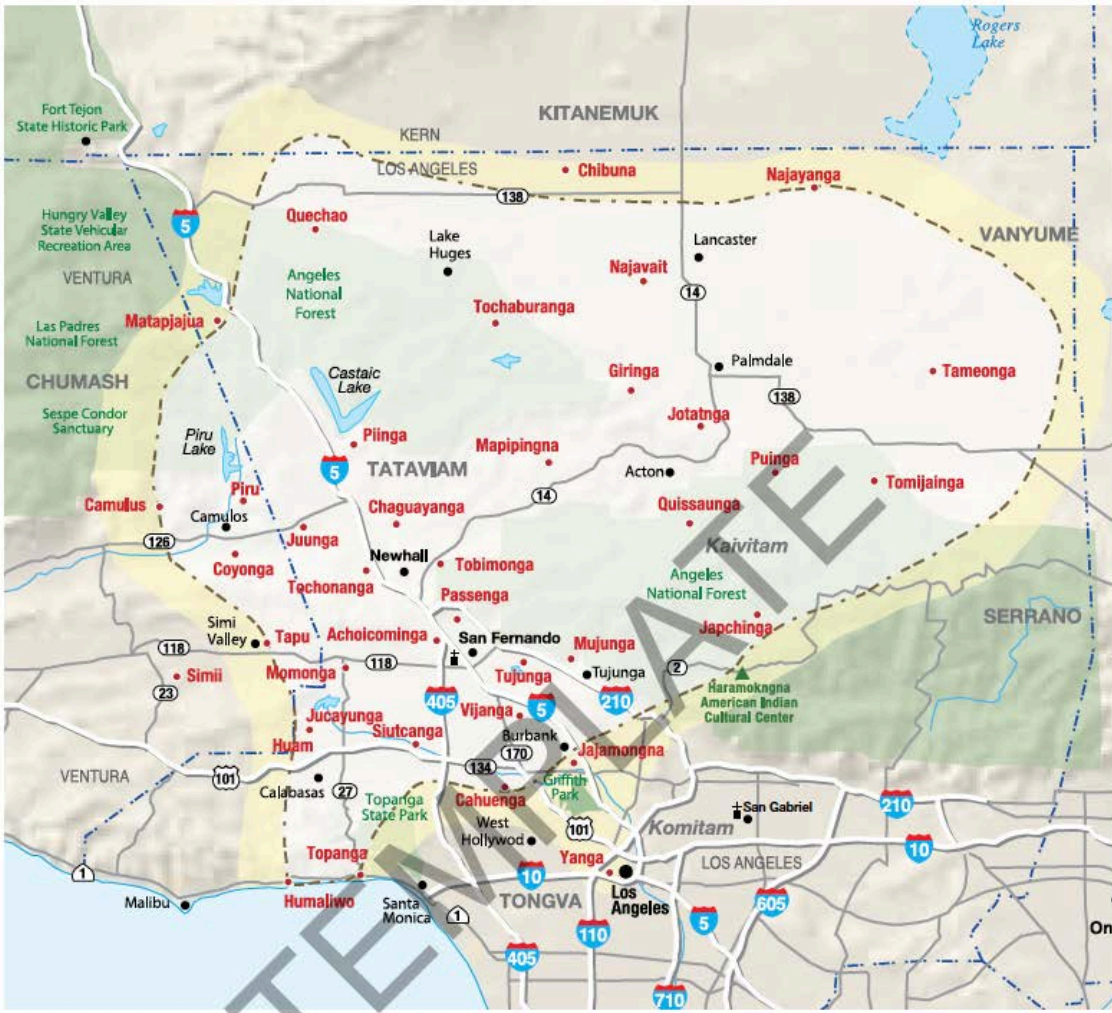 Rogers
Lake
Fort Tejon
State Historic Park
KITANEMUK
KERN
LOS ANGELES
Chibuna
Najayanga
138
Hungry Valley
State Vehicular
Recreation Area
5
Quechao
Lake
Huges
Lancaster
VANYUME
VENTURA
Angeles
National
Forest
Najavait
14
Matapjajua
Tochaburanga
Las Padres
National Forest
CHUMASH
Castaic
Lake
Giringa
Palmdale
Tameonga
138
Sespe Condor
Sanctuary
Jotatnga
Piru
Lake
Piinga
Mapipingna
5
TATAVIAM
Acton
Puinga
Tomijainga
14
Camulus
Piru
Camulos
Chaguayanga
Quissaunga
126
Juunga
Kaivitam
Coyonga
Newhall
Tobimonga
Tochonanga
Passenga
Angeles
National Forest
Simi
Valley
Tapu
Achoicominga
San Fernando
Mujunga
Japchinga
SERRANO
118
Momonga
118
Tujunga
Tujunga
2
Simii
23
405
5
210
Haramokngna
American Indian
Cultural Center
Jucayunga
Vijanga
Huam
Siutcanga
Burbank
170
Jajamongna
VENTURA
101
134
Calabasas
27
Topanga
State Park
Cahuenga
Griffith
Park
West
Hollywod
101
Komitam
San Gabriel
210
10
Topanga
Yanga
LOS ANGELES
1
10
Los
Angeles
Humaliwo
Malibu
Santa
Monica
1
TONGVA
605
5
110
On
405
710
TEMPLATE